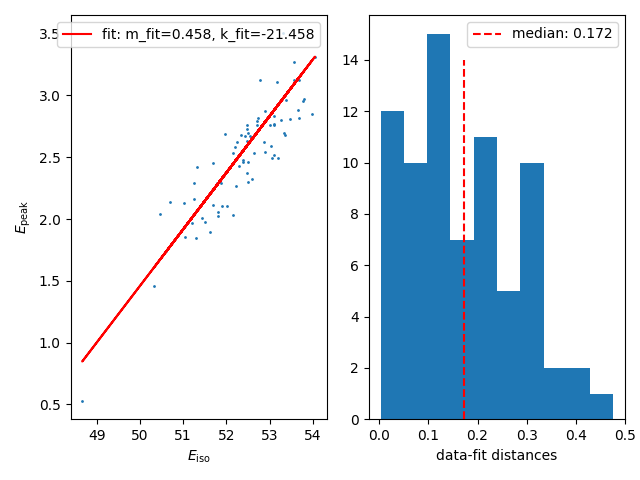 3.5
3.0
2.5
2.0
1.5
1.0
0.5
E_peak
fit: m_fit=0.458, k_fit=-21.458
49 50 51 52 53 54
E_iso
14
12
10
8
6
4
2
0
median: 0.172
0.0 0.1 0.2 0.3 0.4 0.5
data-fit distances